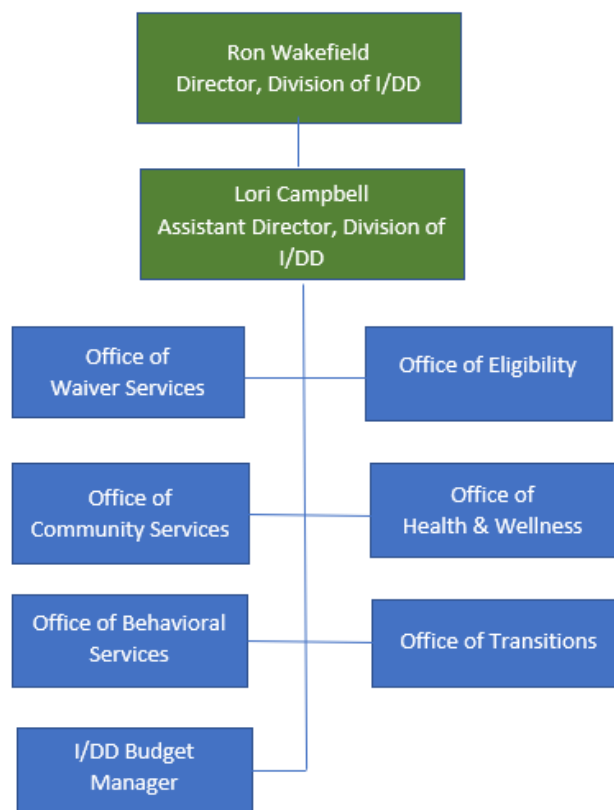 Ron Wakefield
Director, Division of I/DD
Lori Campbell
Assistant Director, Division of
I/DD
Office of
Waiver Services
Office of Eligibility
Office of
Community Services
Office of
Health & Wellness
Office of Behavioral
Services
Office of Transitions
I/DD Budget
Manager